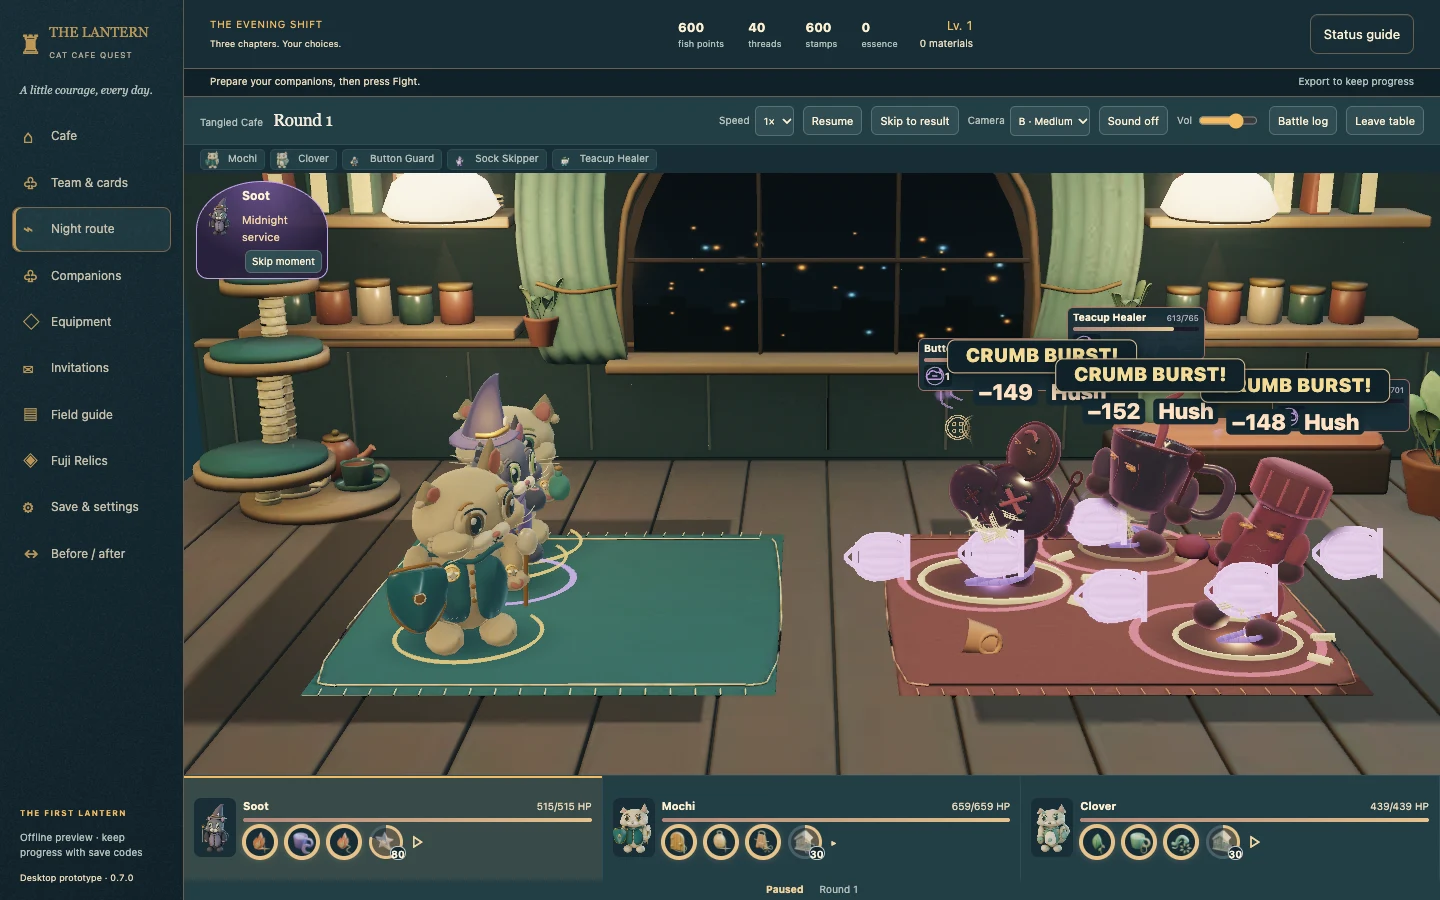 THE LANTERN
CAT CAFE QUEST
A little courage, every day.
Cafe
Team & cards
Night route
Companions
Equipment
Invitations
Field guide
Fuji Relics
Save & settings
Before / after
THE FIRST LANTERN
Offline preview · keep
progress with save codes
Desktop prototype · 0.7.0
THE EVENING SHIFT
Three chapters. Your choices.
600
fish points
40
threads
600
stamps
0
essence
Lv. 1
0 materials
Status guide
Prepare your companions, then press Fight.
Export to keep progress
Tangled Cafe
Round 1
Speed
1×
Resume
Skip to result
Camera
B · Medium
Sound off
Vol
Battle log
Leave table
Mochi
Clover
Button Guard
Sock Skipper
Teacup Healer
Soot
Midnight
service
Skip moment
Teacup Healer
613/765
CRUMB BURST!
CRUMB BURST!
1
−149
Hush
−152
Hush
701
−148
Hush
Soot
515/515 HP
80
Mochi
659/659 HP
30
Clover
439/439 HP
30
Paused
Round 1